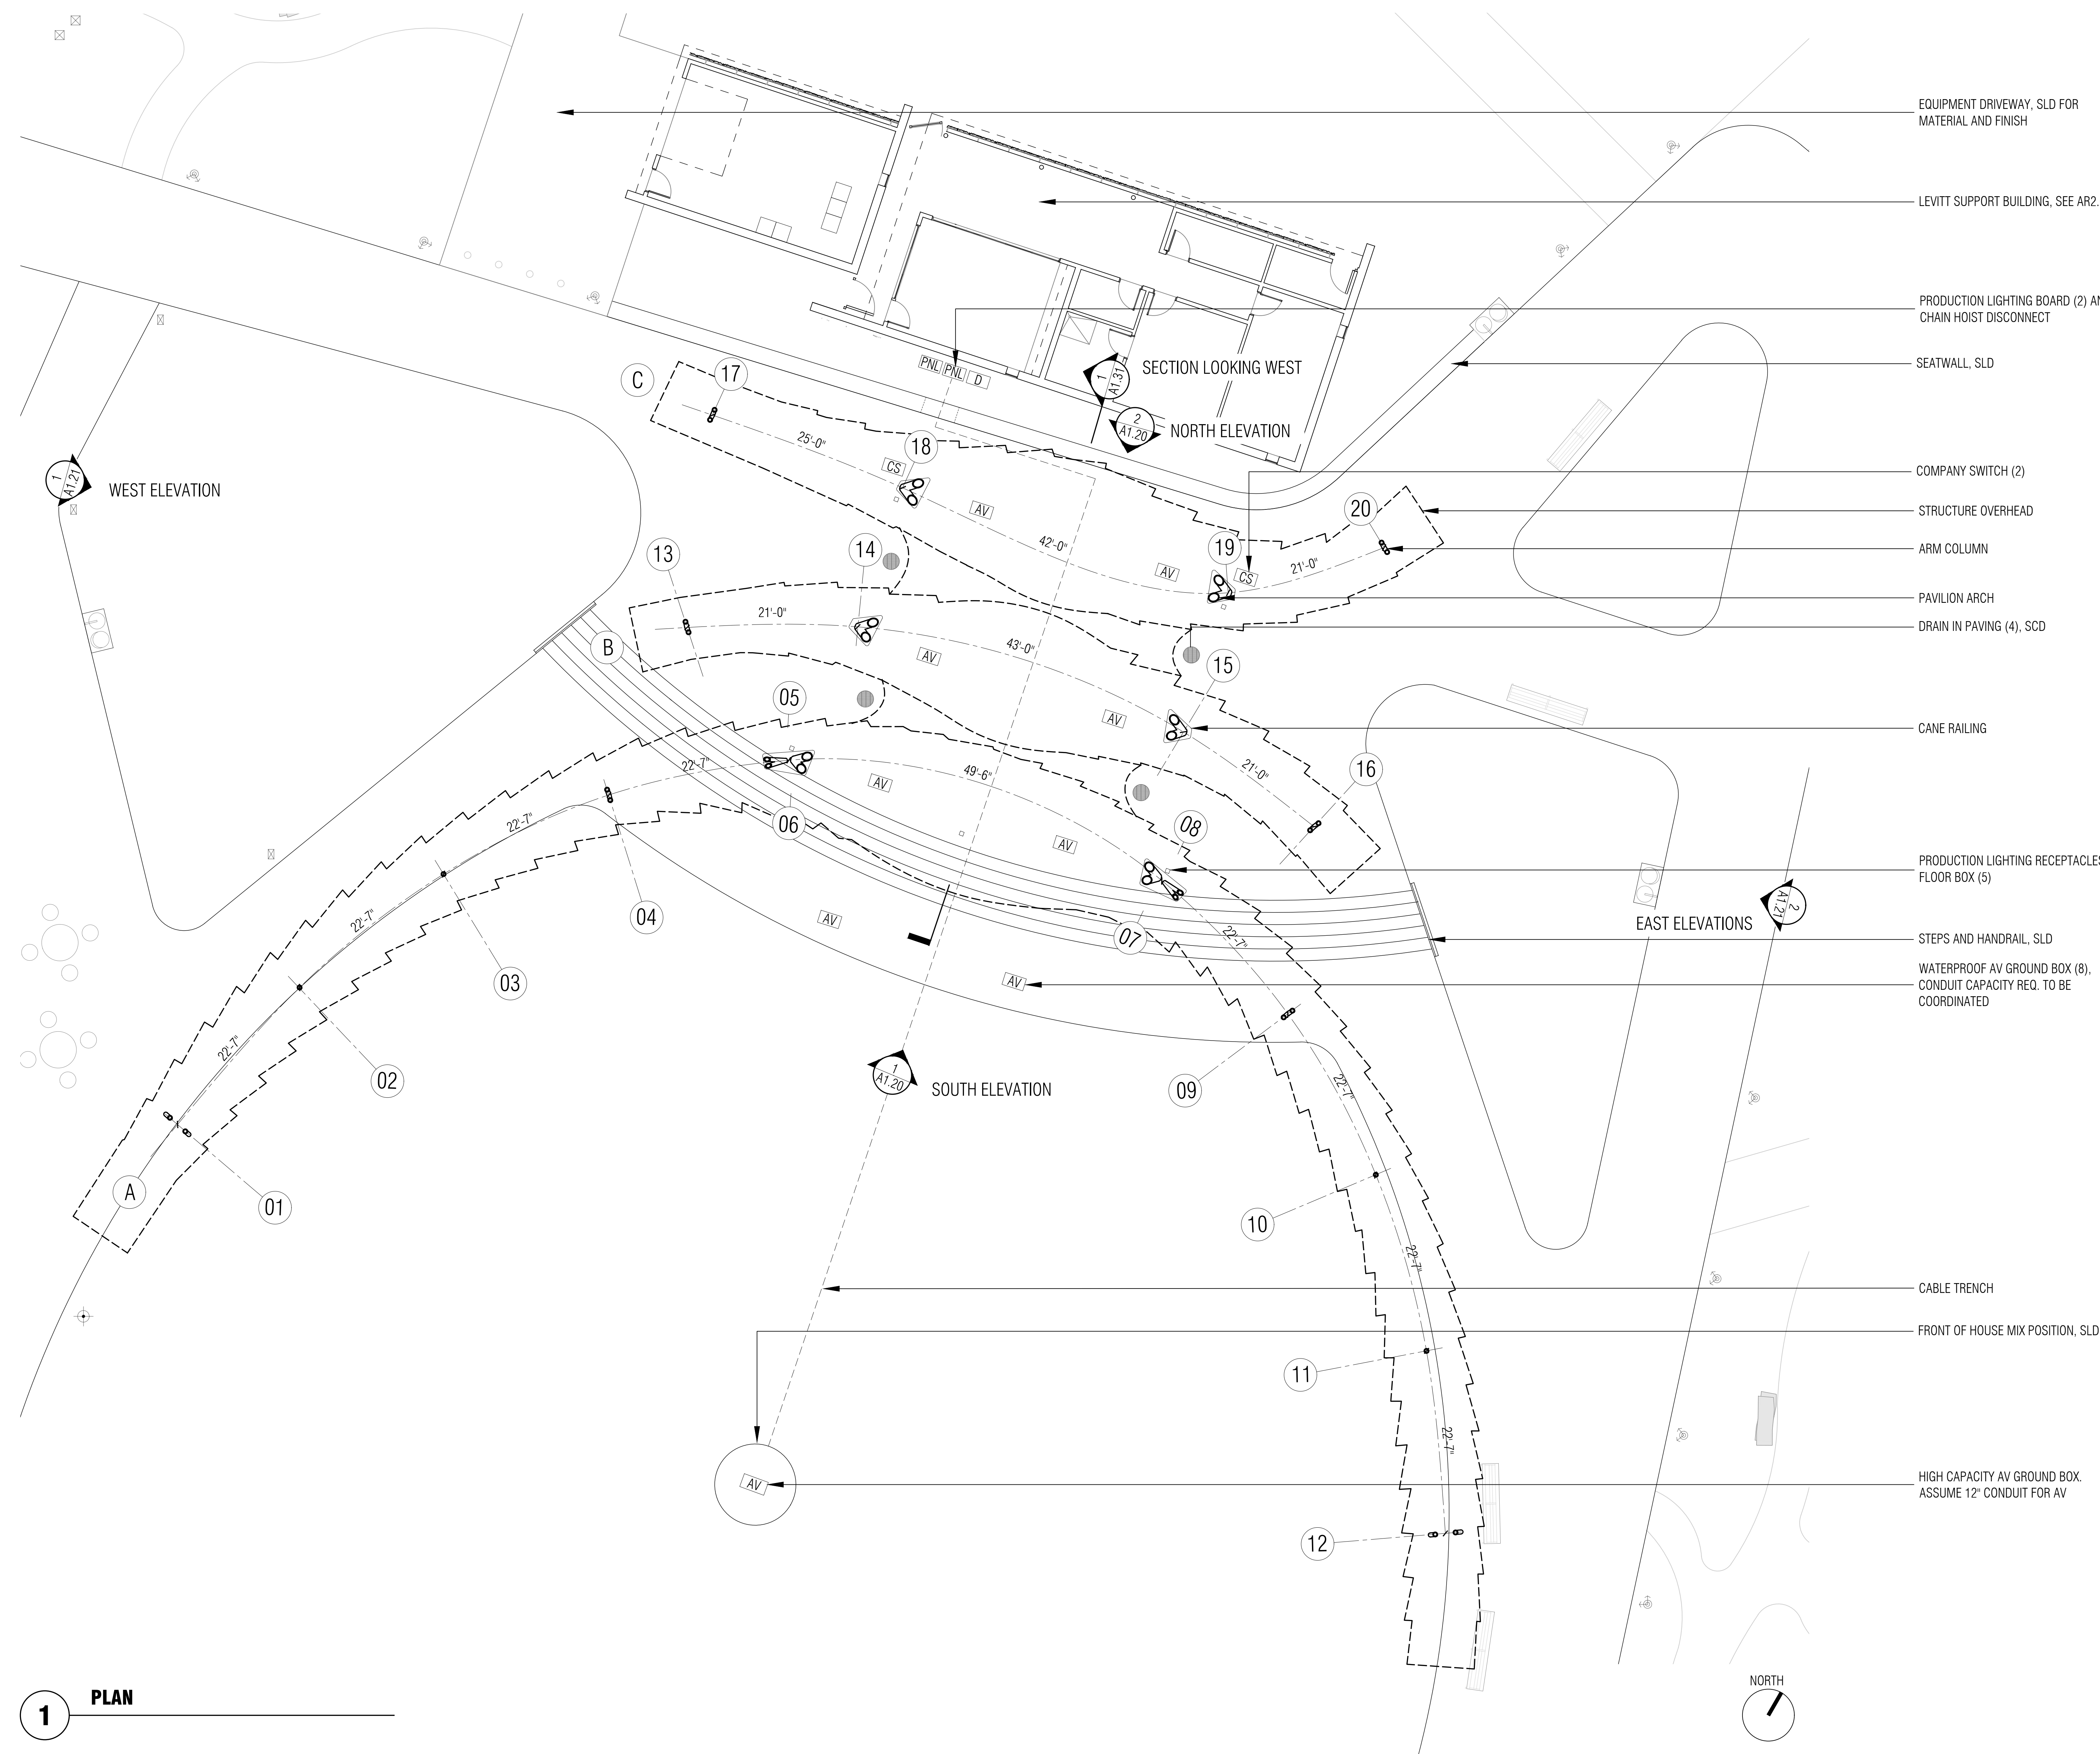 EQUIPMENT DRIVEWAY, SLD FOR
MATERIAL AND FINISH
LEVITT SUPPORT BUILDING, SEE AR2.
PRODUCTION LIGHTING BOARD (2)
CHAIN HOIST DISCONNECT
SEATWALL, SLD
PNL PNL D
1
A1.31
SECTION LOOKING WEST
2
A1.20
NORTH ELEVATION
C
17
25'-0"
18
CS
AV
42'-0"
AV
19
CS
21'-0"
20
COMPANY SWITCH (2)
STRUCTURE OVERHEAD
ARM COLUMN
PAVILION ARCH
DRAIN IN PAVING (4), SCD
1
A1.21
WEST ELEVATION
13
14
21'-0"
B
AV
43'-0"
15
AV
21'-0"
16
CANE RAILING
05
22'-7"
AV
49'-6"
06
AV
08
PRODUCTION LIGHTING RECEPTACLES
FLOOR BOX (5)
22'-7"
04
22'-7"
03
AV
07
22'-7"
AV
EAST ELEVATIONS
2
A1.21
STEPS AND HANDRAIL, SLD
WATERPROOF AV GROUND BOX (8),
CONDUIT CAPACITY REQ. TO BE
COORDINATED
22'-7"
02
1
A1.20
SOUTH ELEVATION
09
22'-7"
A
01
10
22'-7"
CABLE TRENCH
FRONT OF HOUSE MIX POSITION, SLD
11
22'-7"
AV
HIGH CAPACITY AV GROUND BOX.
ASSUME 12" CONDUIT FOR AV
12
1
PLAN
NORTH